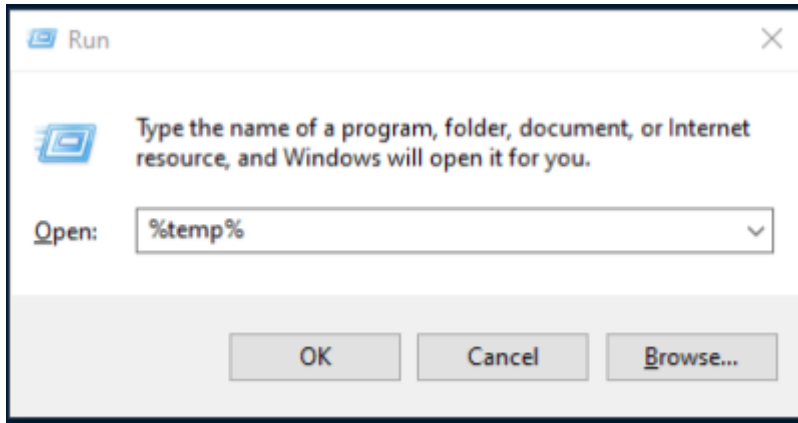 Run
Type the name of a program, folder, document, or Internet
resource, and Windows will open it for you.
Open: %temp%
OK Cancel Browse...